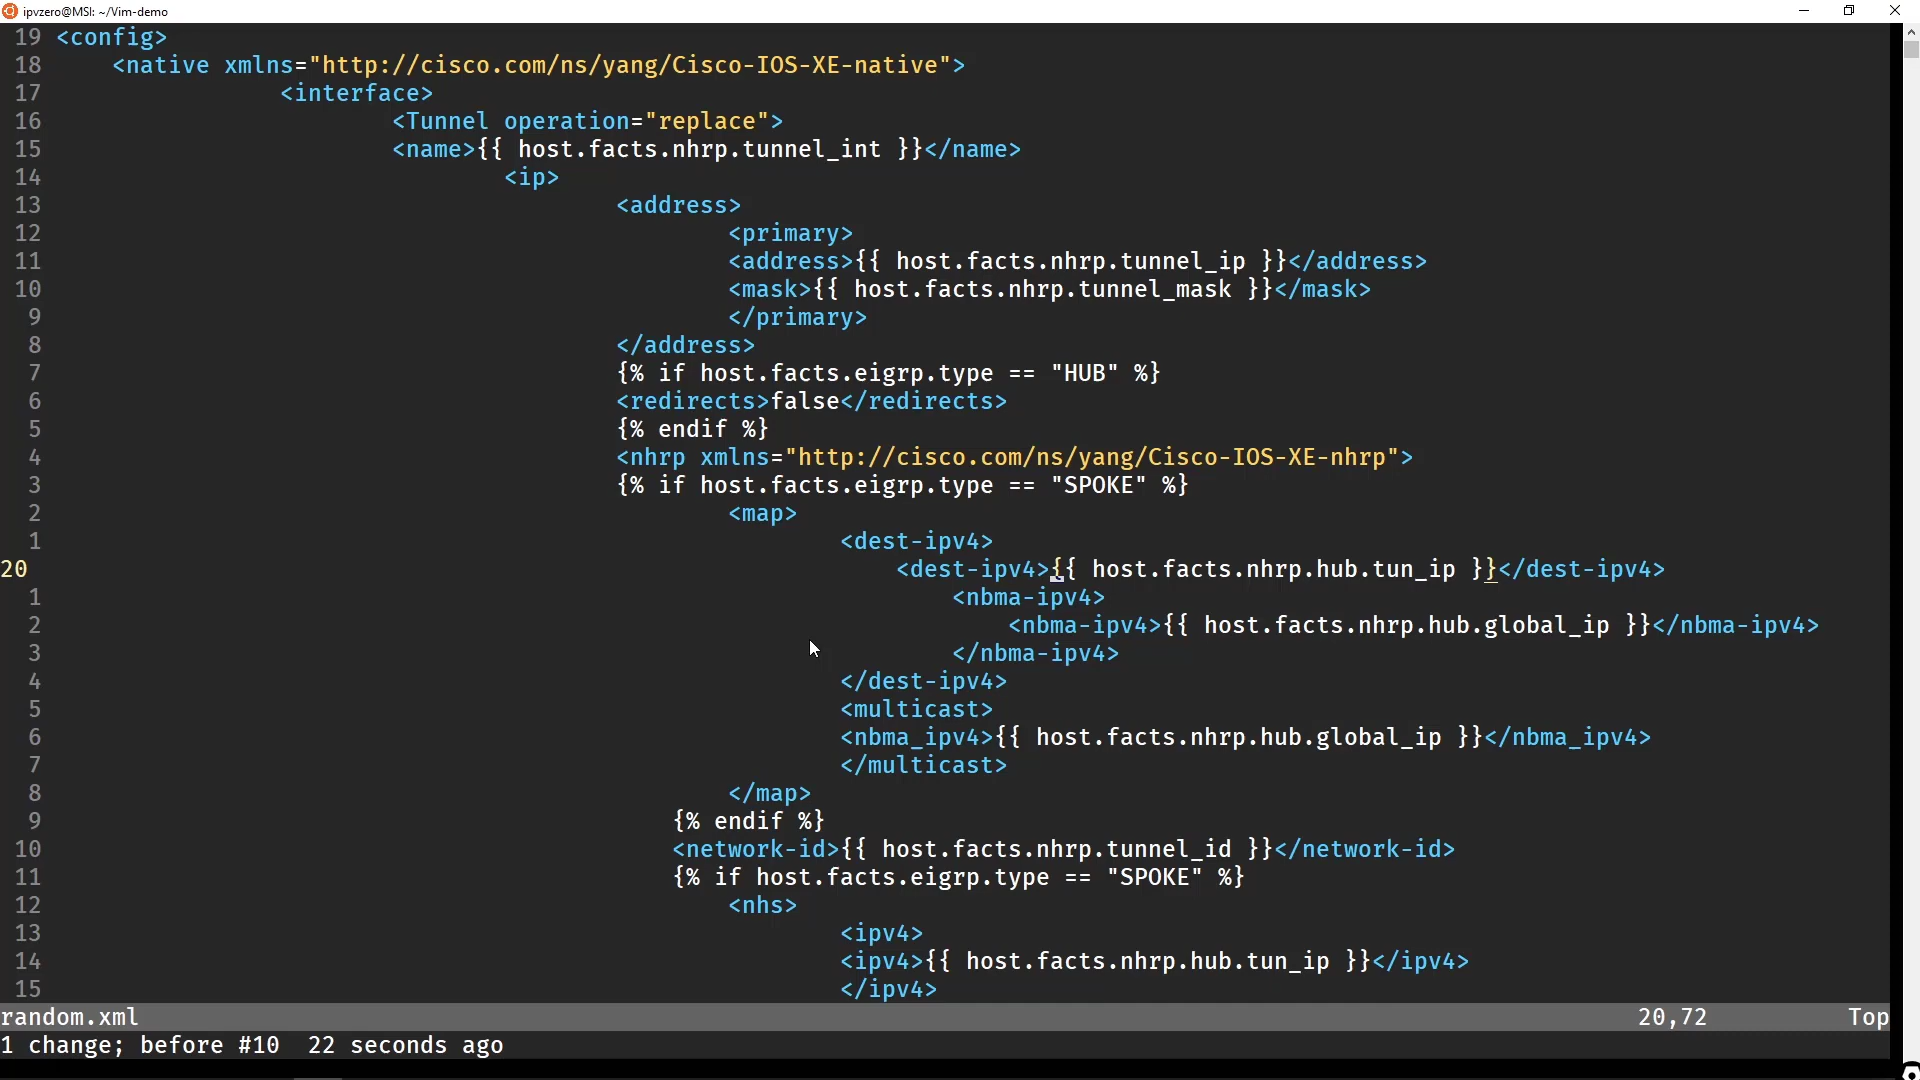 ipvzero@MSI: ~/Vim-demo
19 <config>
18 <native xmlns="http://cisco.com/ns/yang/Cisco-IOS-XE-native">
17 <interface>
16 <Tunnel operation="replace">
15 <name>{{ host.facts.nhrp.tunnel_int }}</name>
14 <ip>
13 <address>
12 <primary>
11 <address>{{ host.facts.nhrp.tunnel_ip }}</address>
10 <mask>{{ host.facts.nhrp.tunnel_mask }}</mask>
9 </primary>
8 </address>
7 {% if host.facts.eigrp.type == "HUB" %}
6 <redirects>false</redirects>
5 {% endif %}
4 <nhrp xmlns="http://cisco.com/ns/yang/Cisco-IOS-XE-nhrp">
3 {% if host.facts.eigrp.type == "SPOKE" %}
2 <map>
1 <dest-ipv4>
20 <dest-ipv4>{{ host.facts.nhrp.hub.tun_ip }}</dest-ipv4>
1 <nbma-ipv4>
2 <nbma-ipv4>{{ host.facts.nhrp.hub.global_ip }}</nbma-ipv4>
3 </nbma-ipv4>
4 </dest-ipv4>
5 <multicast>
6 <nbma_ipv4>{{ host.facts.nhrp.hub.global_ip }}</nbma_ipv4>
7 </multicast>
8 </map>
9 {% endif %}
10 <network-id>{{ host.facts.nhrp.tunnel_id }}</network-id>
11 {% if host.facts.eigrp.type == "SPOKE" %}
12 <nhs>
13 <ipv4>
14 <ipv4>{{ host.facts.nhrp.hub.tun_ip }}</ipv4>
15 </ipv4>
random.xml 20,72 Top
1 change; before #10 22 seconds ago